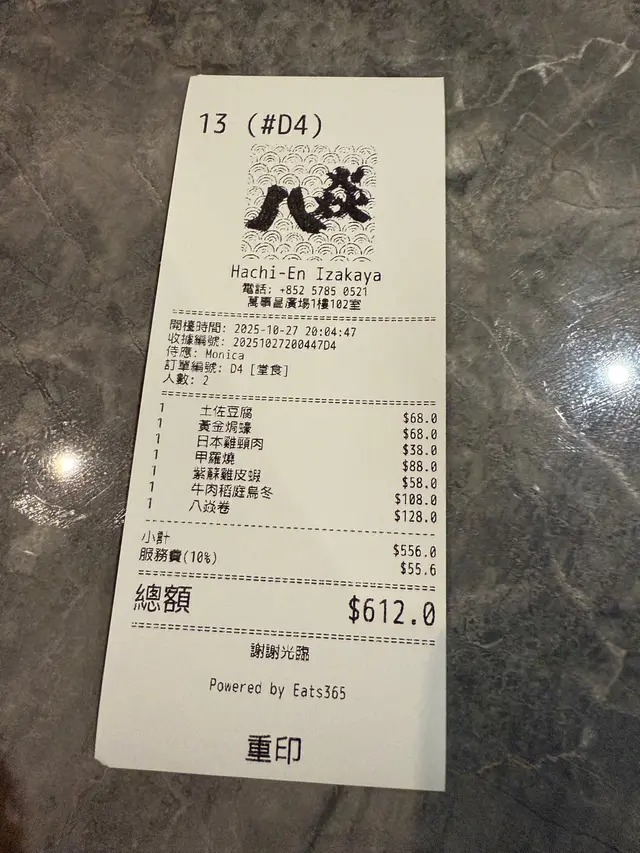 13 (#D4)
八焱
Hachi-En Izakaya
電話: +852 5785 0521
萬事昌廣場1樓102室
開檯時間: 2025-10-27 20:04:47
收據編號: 20251027200447D4
侍應: Monica
訂單編號: D4 [堂食]
人數: 2
1 土佐豆腐 $68.0
1 黃金焗蠔 $68.0
1 日本雞頸肉 $38.0
1 甲羅燒 $88.0
1 紫蘇雞皮蝦 $58.0
1 牛肉稻庭烏冬 $108.0
1 八焱卷 $128.0
小計 $556.0
服務費(10%) $55.6
總額 $612.0
謝謝光臨
Powered by Eats365
重印